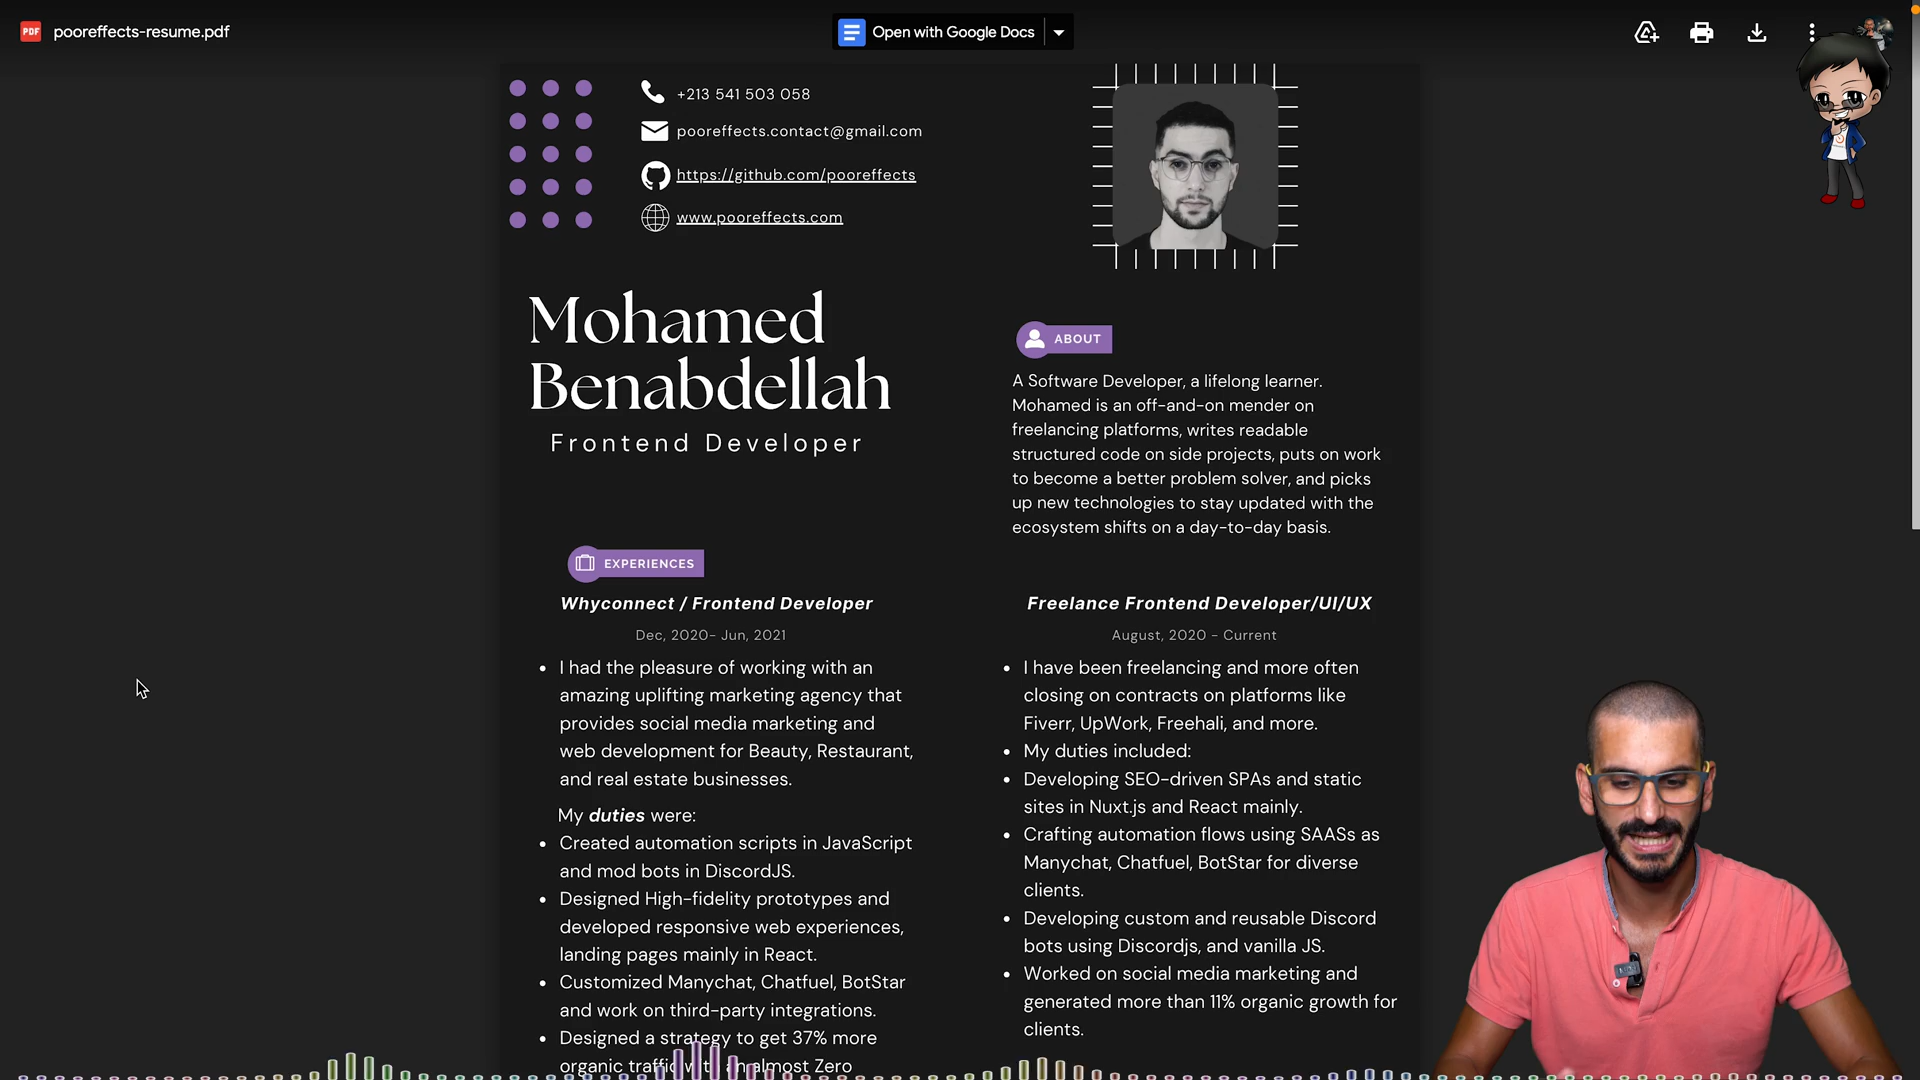 PDF
pooreffects-resume.pdf
Open with Google Docs
+213 541 503 058
pooreffects.contact@gmail.com
https://github.com/pooreffects
www.pooreffects.com
Mohamed
Benabdellah
Frontend Developer
ABOUT
A Software Developer, a lifelong learner.
Mohamed is an off-and-on mender on
freelancing platforms, writes readable
structured code on side projects, puts on work
to become a better problem solver, and picks
up new technologies to stay updated with the
ecosystem shifts on a day-to-day basis.
EXPERIENCES
Whyconnect / Frontend Developer
Dec, 2020- Jun, 2021
I had the pleasure of working with an
amazing uplifting marketing agency that
provides social media marketing and
web development for Beauty, Restaurant,
and real estate businesses.
My duties were:
Created automation scripts in JavaScript
and mod bots in DiscordJS.
Designed High-fidelity prototypes and
developed responsive web experiences,
landing pages mainly in React.
Customized Manychat, Chatfuel, BotStar
and work on third-party integrations.
Designed a strategy to get 37% more
organic traffic with an almost Zero
Freelance Frontend Developer/UI/UX
August, 2020 - Current
I have been freelancing and more often
closing on contracts on platforms like
Fiverr, UpWork, Freehali, and more.
My duties included:
Developing SEO-driven SPAs and static
sites in Nuxt.js and React mainly.
Crafting automation flows using SAASs as
Manychat, Chatfuel, BotStar for diverse
clients.
Developing custom and reusable Discord
bots using Discordjs, and vanilla JS.
Worked on social media marketing and
generated more than 11% organic growth for
clients.